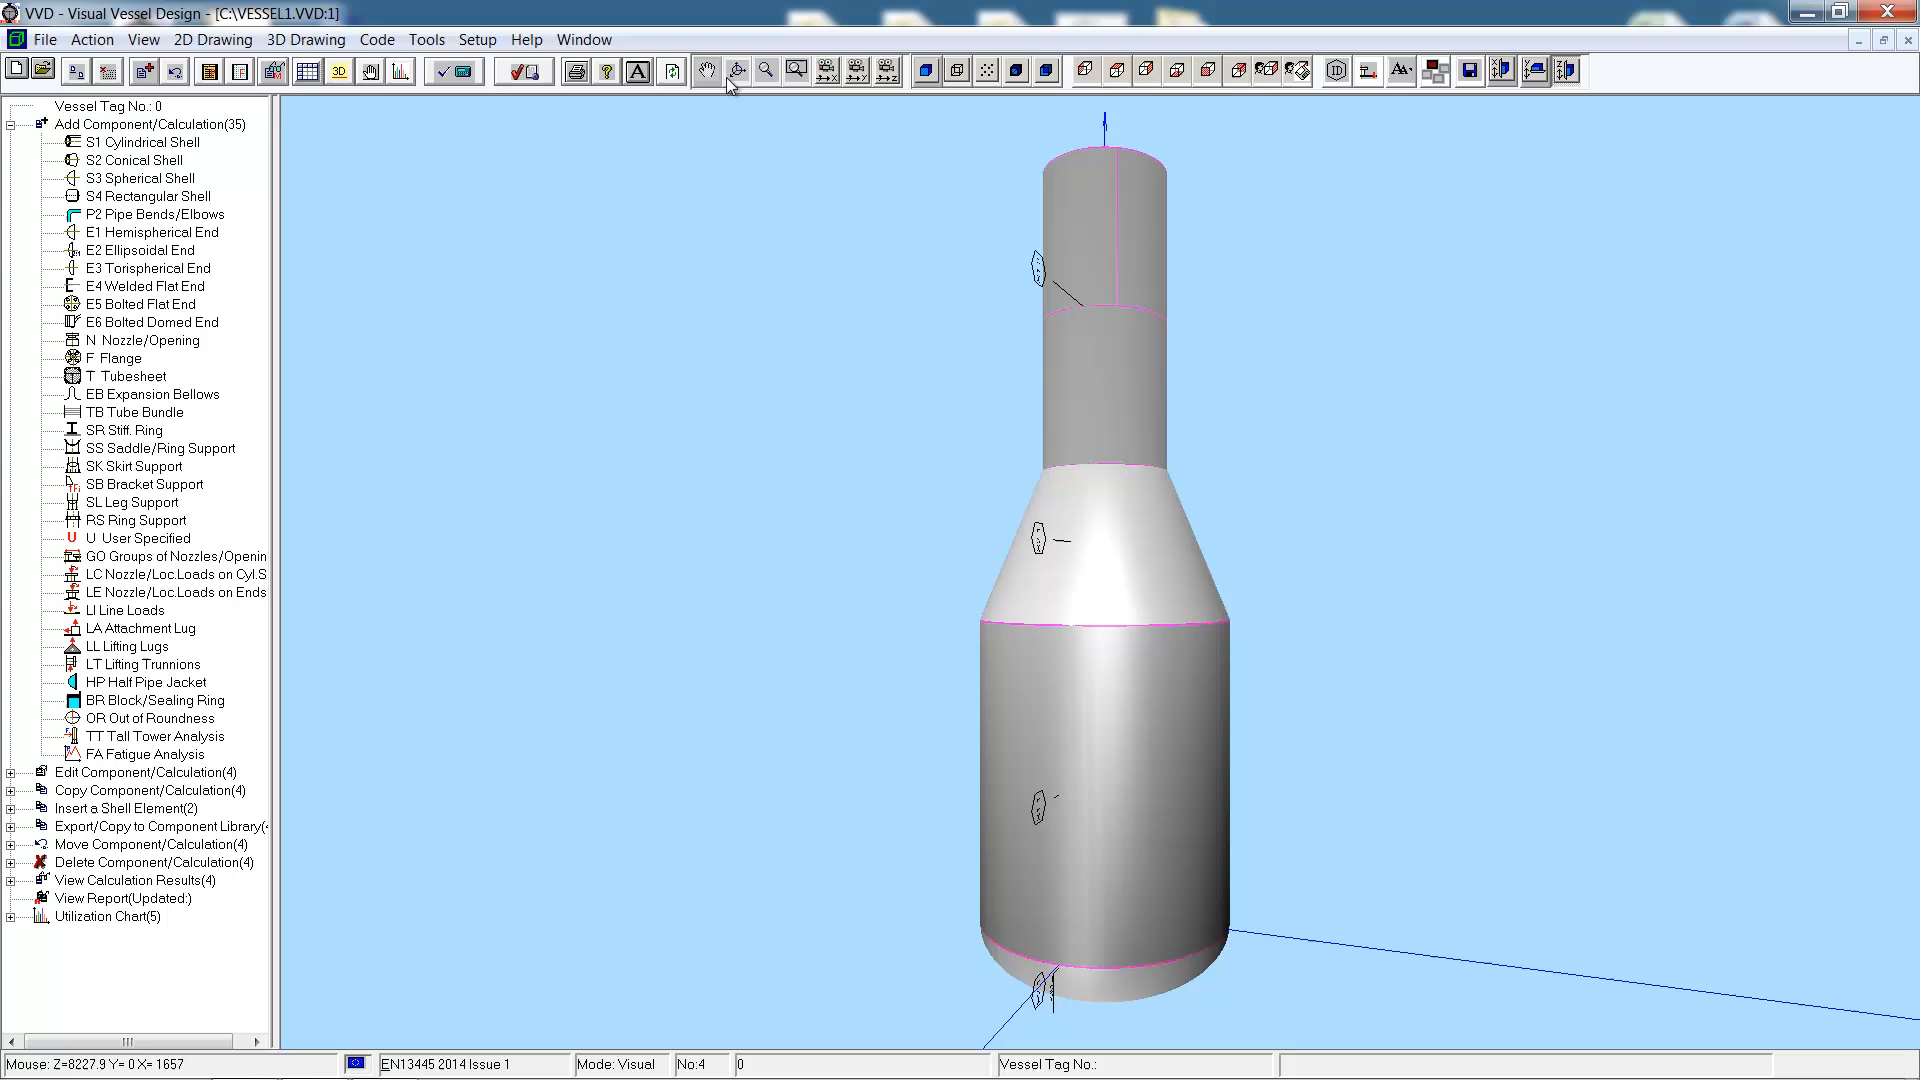 VVD - Visual Vessel Design - [C:\VESSEL1.VVD:1]
File Action View 2D Drawing 3D Drawing Code Tools Setup Help Window
3D ? A ID AA
Vessel Tag No.: 0
Add Component/Calculation(35)
S1 Cylindrical Shell
S2 Conical Shell
S3 Spherical Shell
S4 Rectangular Shell
P2 Pipe Bends/Elbows
E1 Hemispherical End
E2 Ellipsoidal End
E3 Torispherical End
E4 Welded Flat End
E5 Bolted Flat End
E6 Bolted Domed End
N Nozzle/Opening
F Flange
T Tubesheet
EB Expansion Bellows
TB Tube Bundle
SR Stiff. Ring
SS Saddle/Ring Support
SK Skirt Support
SB Bracket Support
SL Leg Support
RS Ring Support
U U User Specified
GO Groups of Nozzles/Openin
LC Nozzle/Loc.Loads on Cyl.S
LE Nozzle/Loc.Loads on Ends
LI Line Loads
LA Attachment Lug
LL Lifting Lugs
LT Lifting Trunnions
HP Half Pipe Jacket
BR Block/Sealing Ring
OR Out of Roundness
TT Tall Tower Analysis
FA Fatigue Analysis
Edit Component/Calculation(4)
Copy Component/Calculation(4)
Insert a Shell Element(2)
Export/Copy to Component Library(
Move Component/Calculation(4)
Delete Component/Calculation(4)
View Calculation Results(4)
View Report(Updated:)
Utilization Chart(5)
Mouse: Z=8227.9 Y= 0 X= 1657 EN13445 2014 Issue 1 Mode: Visual No:4 0 Vessel Tag No.: